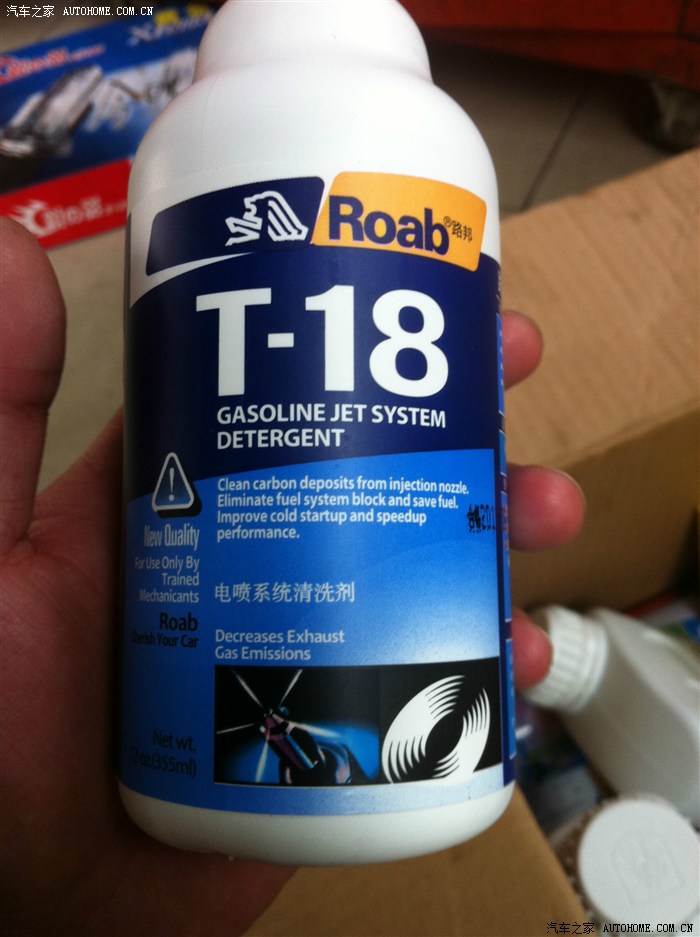 汽车之家 AUTOHOME.COM.CN
Roab®路邦
T-18
GASOLINE JET SYSTEM
DETERGENT
Clean carbon deposits from injection nozzle.
Eliminate fuel system block and save fuel.
Improve cold startup and speedup
performance.
New Quality
For Use Only By
Trained
Mechanicants
Roab
Cherish Your Car
电喷系统清洗剂
Decreases Exhaust
Gas Emissions
Net wt.
2 oz.(355ml)
汽车之家 AUTOHOME.COM.CN